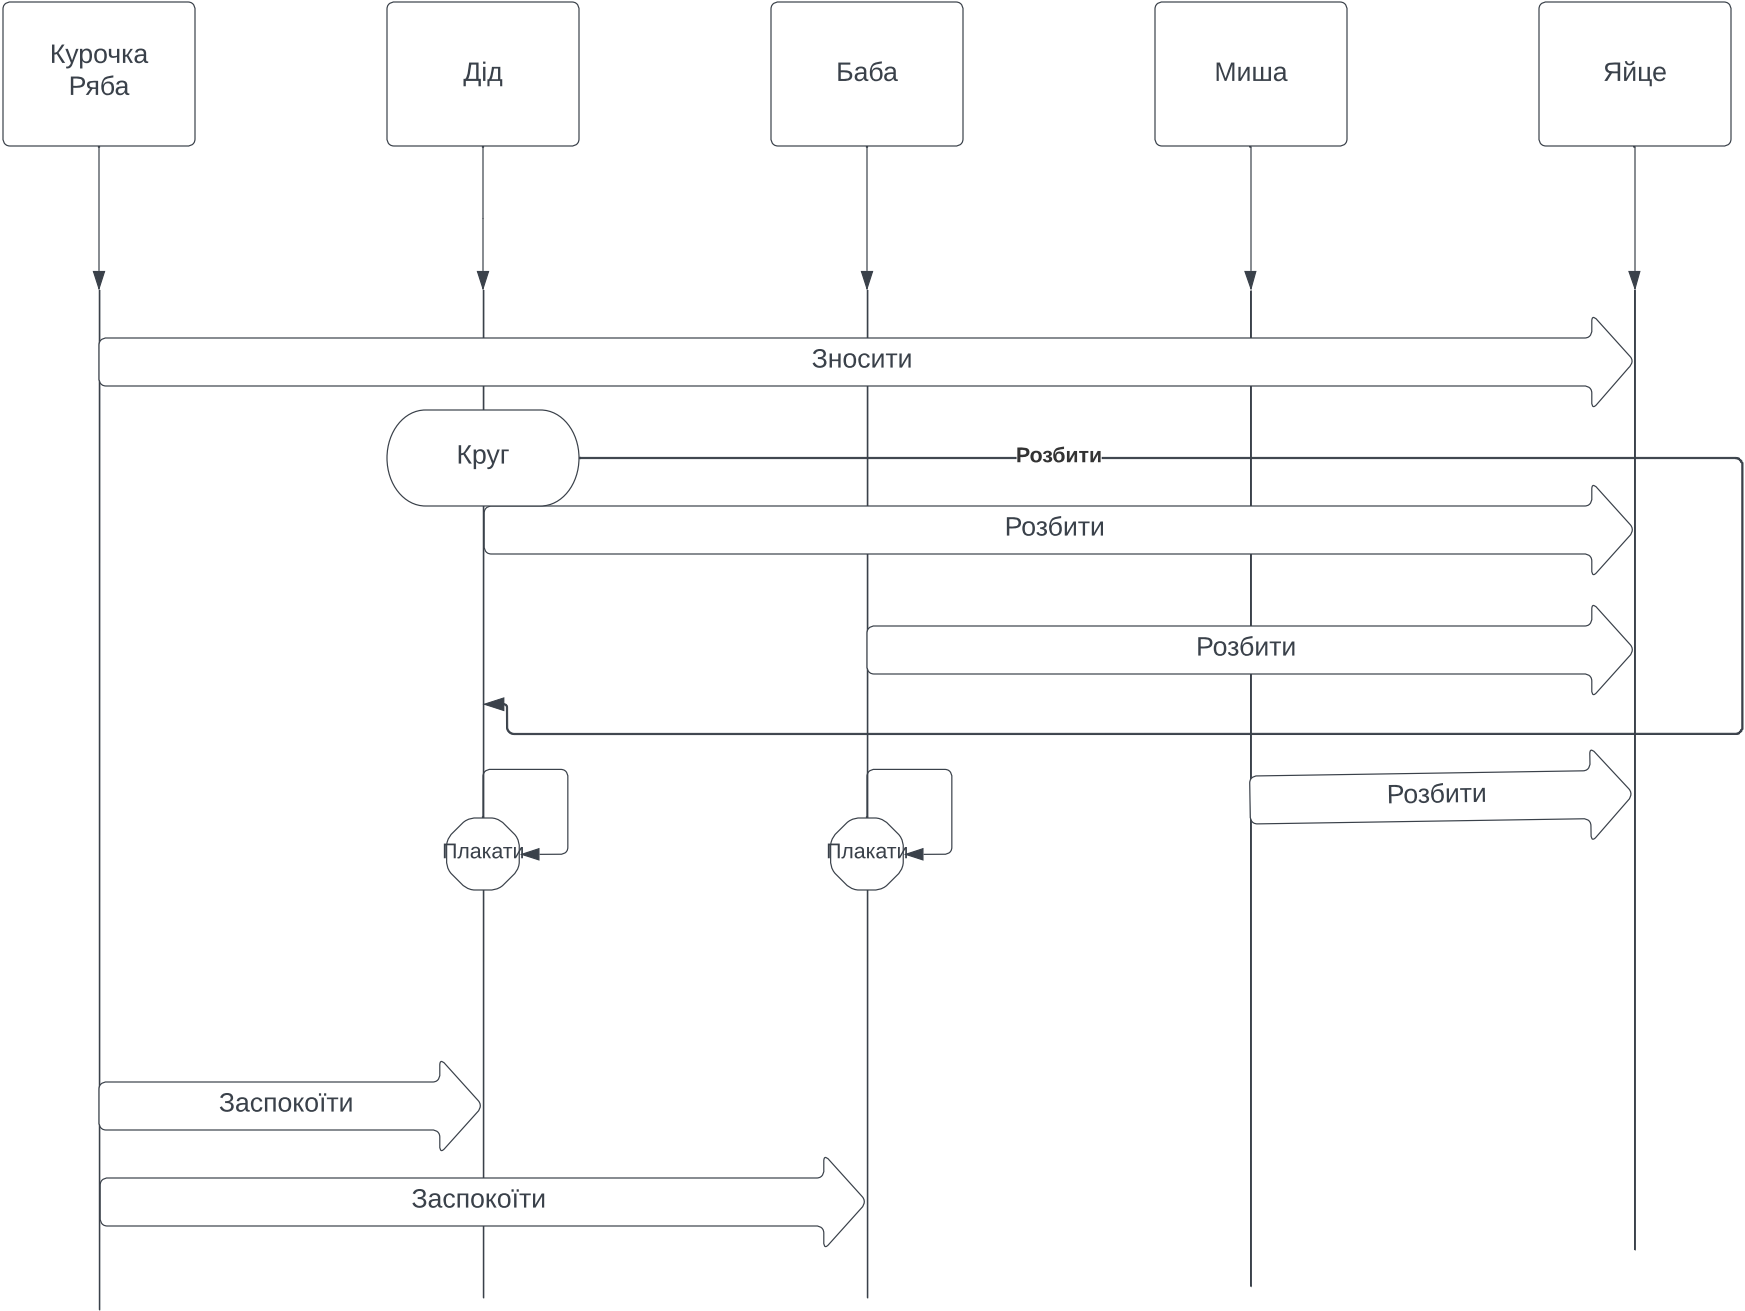 Курочка
Ряба
Дід
Баба
Миша
Яйце
Зносити
Круг
Розбити
Розбити
Розбити
Розбити
Плакати
Плакати
Заспокоїти
Заспокоїти